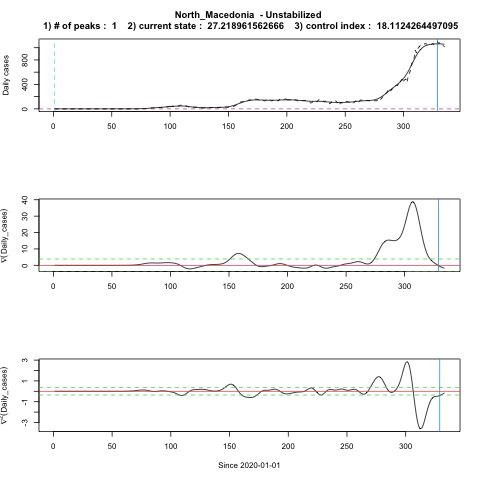 North_Macedonia - Unstabilized
1) # of peaks : 1 2) current state : 27.218961562666 3) control index : 18.1124264497095
Daily cases
0 400 800
0 50 100 150 200 250 300
∇(Daily_cases)
0 10 20 30 40
0 50 100 150 200 250 300
∇²(Daily_cases)
-3 -1 1 3
0 50 100 150 200 250 300
Since 2020-01-01